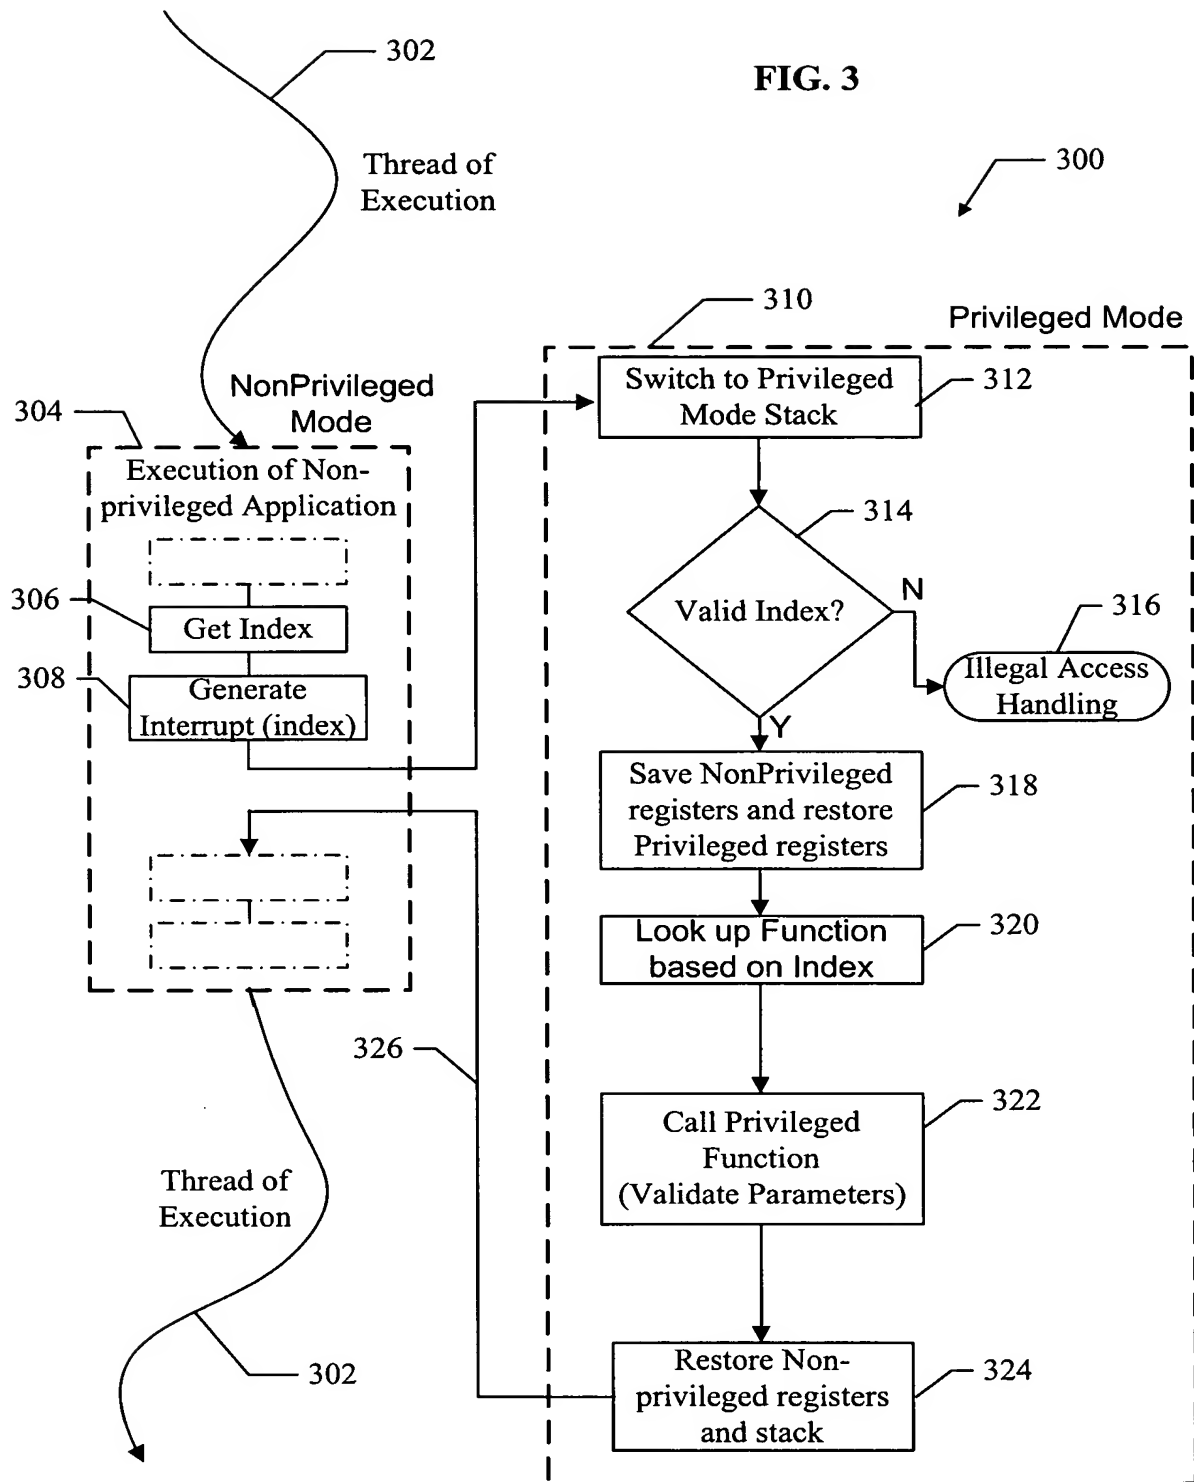 302
FIG. 3
Thread of
Execution
300
310
Privileged Mode
NonPrivileged
Mode
304
Execution of Non-
privileged Application
306
Get Index
308
Generate
Interrupt (index)
Switch to Privileged
Mode Stack
312
314
Valid Index?
N
316
Illegal Access
Handling
Y
Save NonPrivileged
registers and restore
Privileged registers
318
Look up Function
based on Index
320
326
Call Privileged
Function
(Validate Parameters)
322
Thread of
Execution
302
Restore Non-
privileged registers
and stack
324